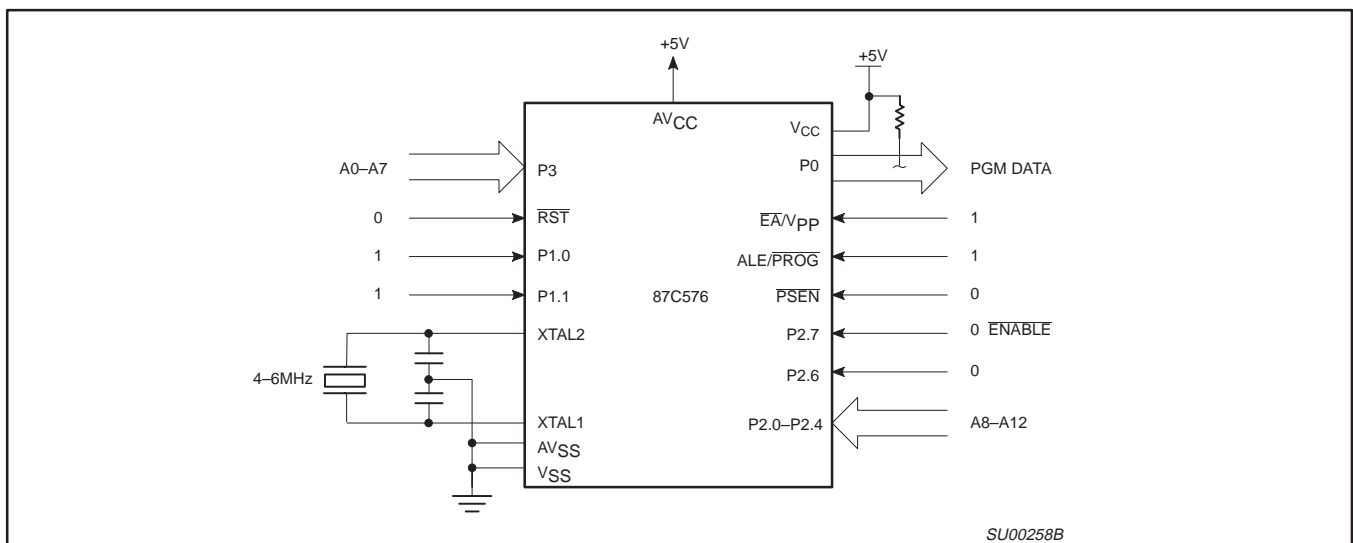 +5V
+5V
AVCC
VCC
A0–A7
P3
P0
PGM DATA
0
RST
EA/VPP
1
1
P1.0
ALE/PROG
1
1
P1.1
87C576
PSEN
0
XTAL2
P2.7
0 ENABLE
4–6MHz
P2.6
0
XTAL1
P2.0–P2.4
A8–A12
AVSS
VSS
SU00258B